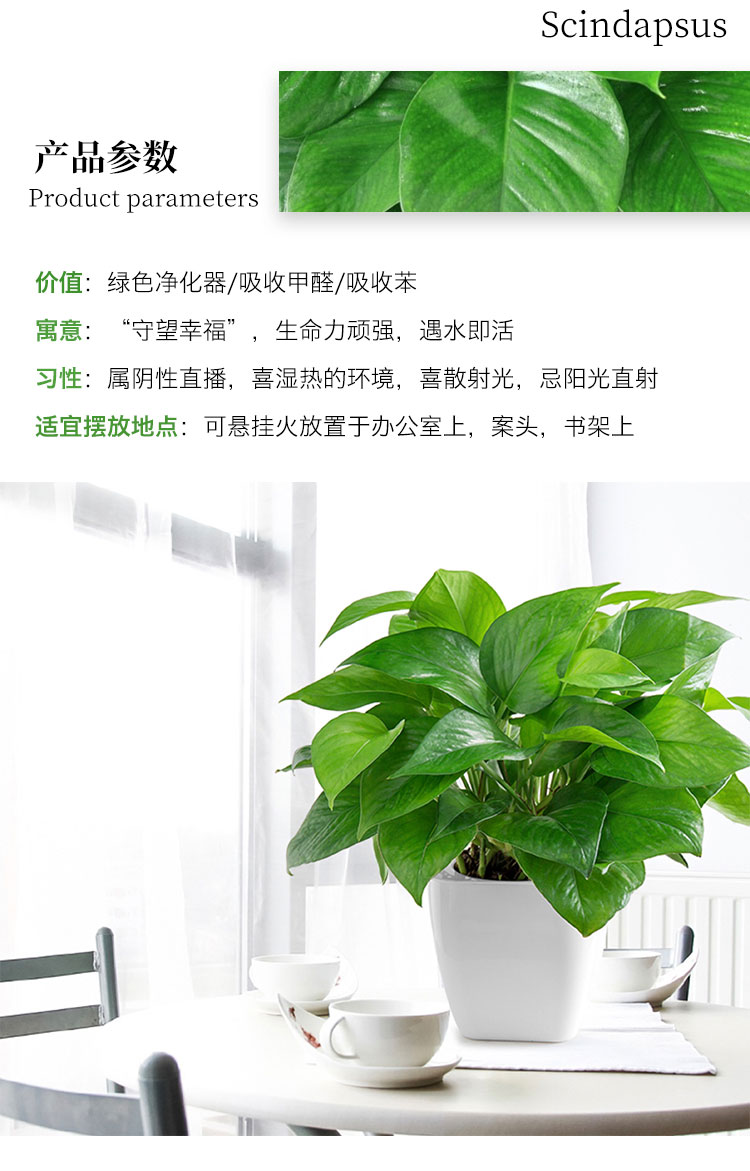 Scindapsus
产品参数
Product parameters
价值：绿色净化器/吸收甲醛/吸收苯
寓意：“守望幸福”，生命力顽强，遇水即活
习性：属阴性直播，喜湿热的环境，喜散射光，忌阳光直射
适宜摆放地点：可悬挂火放置于办公室上，案头，书架上